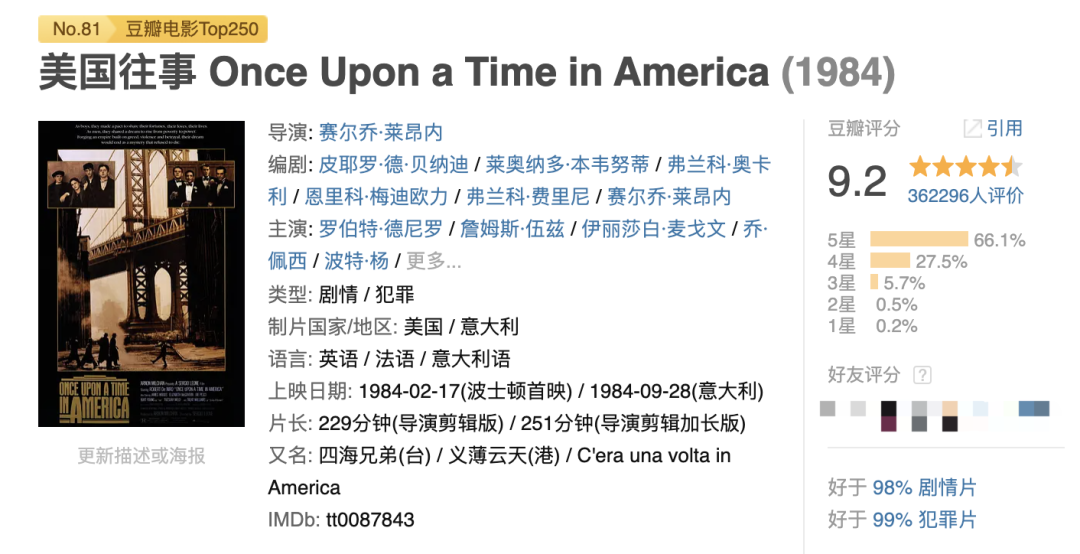 No.81 豆瓣电影Top250
美国往事 Once Upon a Time in America (1984)
ONCE UPON A TIME
IN AMERICA
更新描述或海报
导演: 赛尔乔·莱昂内
编剧: 皮耶罗·德·贝纳迪 / 莱奥纳多·本韦努蒂 / 弗兰科·奥卡
利 / 恩里科·梅迪欧力 / 弗兰科·费里尼 / 赛尔乔·莱昂内
主演: 罗伯特·德尼罗 / 詹姆斯·伍兹 / 伊丽莎白·麦戈文 / 乔·
佩西 / 波特·杨 / 更多...
类型: 剧情 / 犯罪
制片国家/地区: 美国 / 意大利
语言: 英语 / 法语 / 意大利语
上映日期: 1984-02-17(波士顿首映) / 1984-09-28(意大利)
片长: 229分钟(导演剪辑版) / 251分钟(导演剪辑加长版)
又名: 四海兄弟(台) / 义薄云天(港) / C'era una volta in
America
IMDb: tt0087843
豆瓣评分
引用
9.2
362296人评价
5星 66.1%
4星 27.5%
3星 5.7%
2星 0.5%
1星 0.2%
好友评分 ?
好于 98% 剧情片
好于 99% 犯罪片